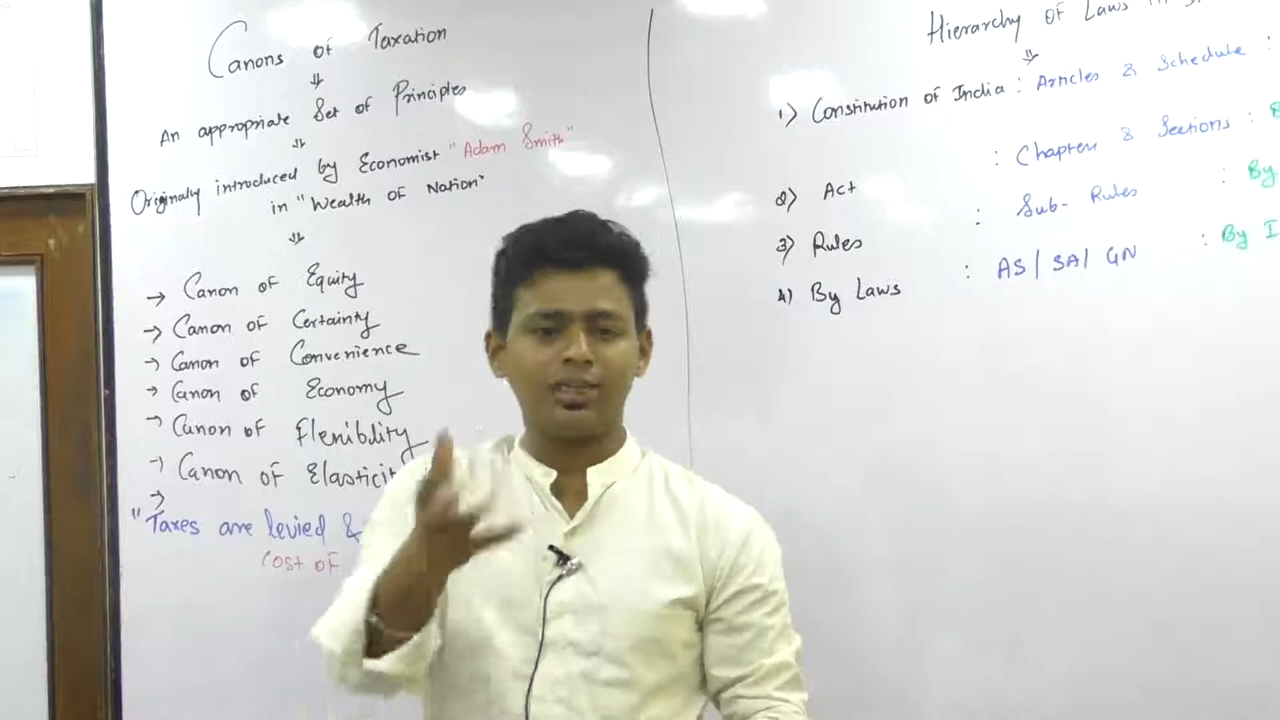 Canons of Taxation
⇓
An appropriate Set of Principles
⇓
Originally introduced by Economist "Adam Smith"
in "Wealth of Nation"
⇓
→ Canon of Equity
→ Canon of Certainty
→ Canon of Convenience
→ Canon of Economy
→ Canon of Flexibility
→ Canon of Elasticit
→
"Taxes are levied &
Cost of
Hierarchy of Laws
⇓
1) Constitution of India : Articles & Schedule :
2) Act : Chapters & Sections :
3) Rules : Sub-Rules : By
4) By Laws : AS/SA/GN : By I